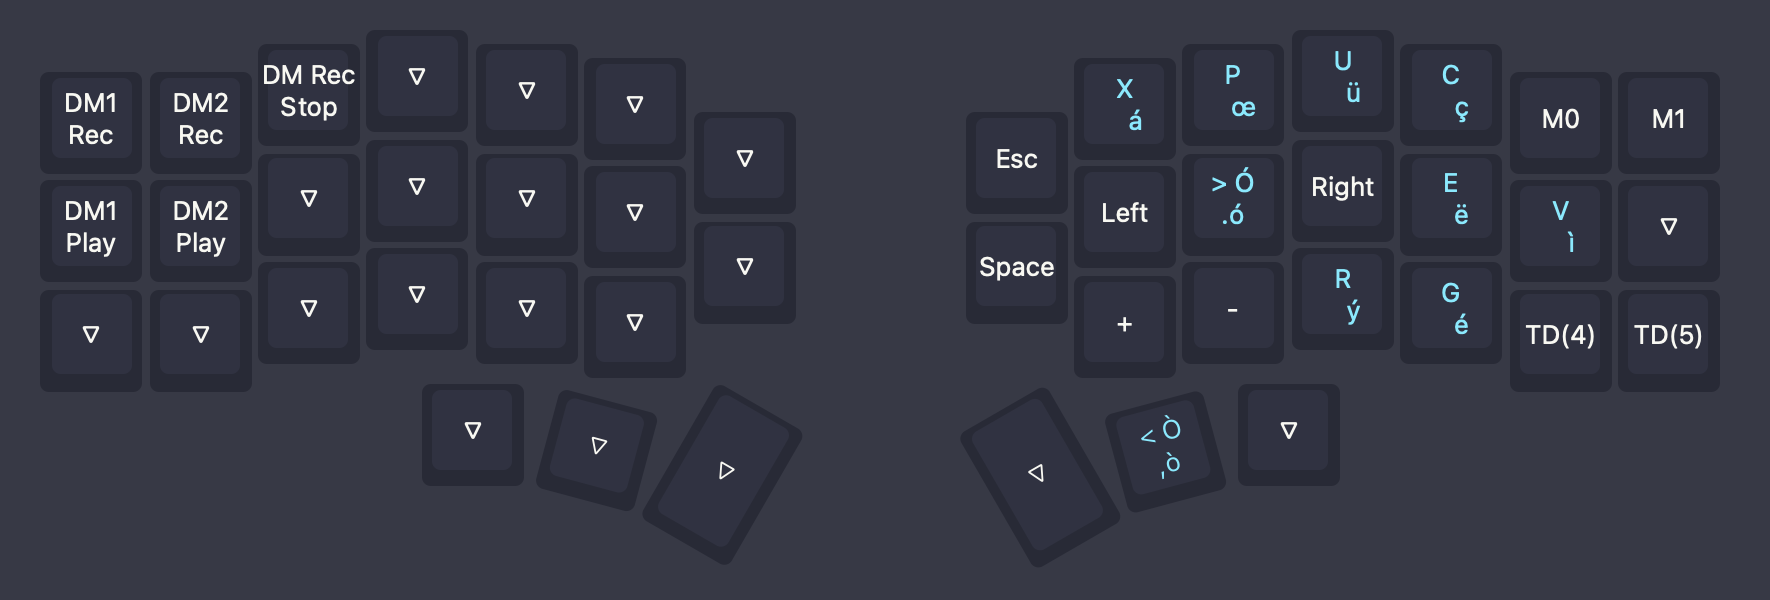 DM1
Rec
DM2
Rec
DM Rec
Stop
▽
▽
▽
▽
Esc
X
á
P
œ
U
ü
C
ç
M0
M1
DM1
Play
DM2
Play
▽
▽
▽
▽
▽
Space
Left
> Ó
.ó
Right
E
ë
V
ì
▽
▽
▽
▽
▽
▽
▽
+
-
R
ý
G
é
TD(4)
TD(5)
▽
▽
▽
▽
< Ò
,ò
▽